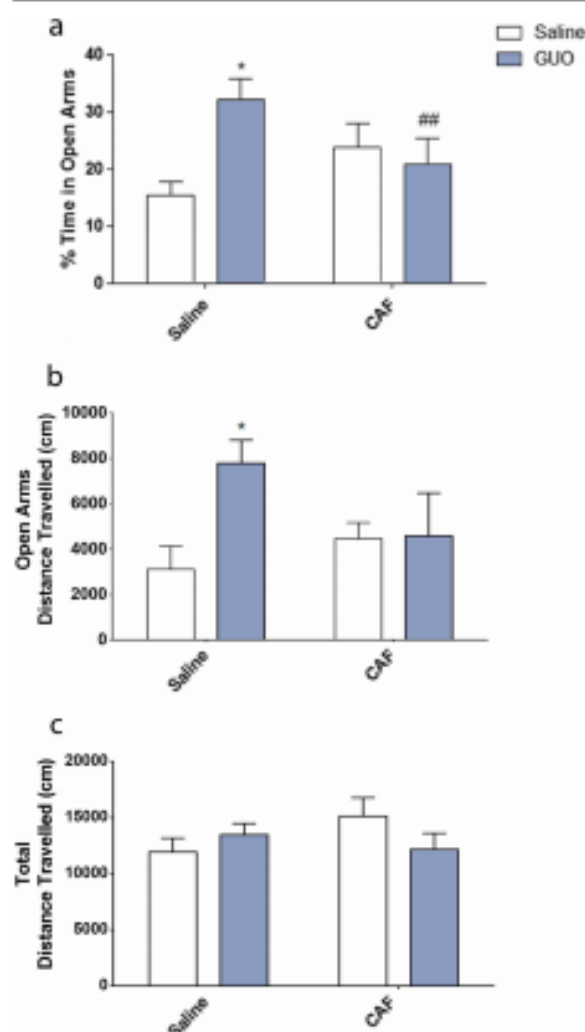 a
Saline
GUO
% Time in Open Arms
40
30
20
10
0
*
##
Saline
CAF
b
Open Arms
Distance Travelled (cm)
10000
8000
6000
4000
2000
0
*
Saline
CAF
c
Total
Distance Travelled (cm)
20000
15000
10000
5000
0
Saline
CAF